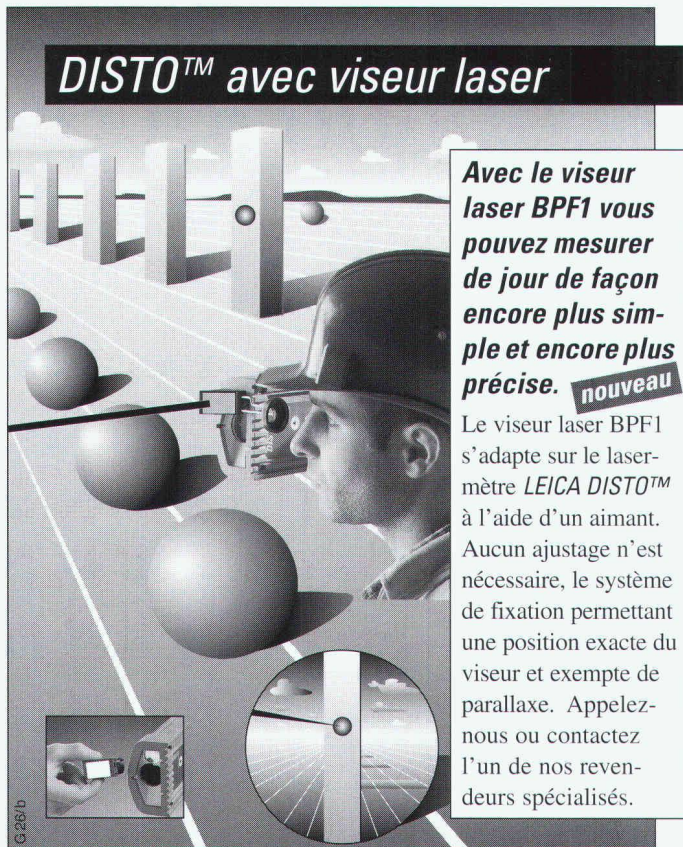 DISTO™ avec viseur laser
Avec le viseur
laser BPF1 vous
pouvez mesurer
de jour de façon
encore plus sim-
ple et encore plus
précise. nouveau
Le viseur laser BPF1
s'adapte sur le laser-
mètre LEICA DISTO™
à l'aide d'un aimant.
Aucun ajustage n'est
nécessaire, le système
de fixation permettant
une position exacte du
viseur et exempte de
parallaxe. Appelez-
nous ou contactez
l'un de nos reven-
deurs spécialisés.
G 26/b